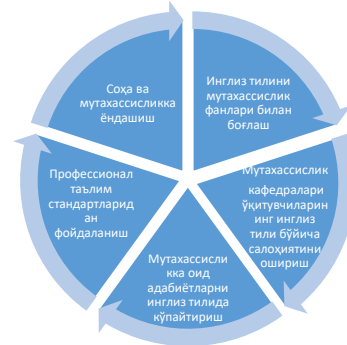 Соҳа ва
мутахассисликка
ёндашиш
Инглиз тилини
мутахассислик
фанлари билан
боғлаш
Мутахассислик
кафедралари
ўқитувчиларин
инг инглиз
тили бўйича
салоҳиятини
ошириш
Мутахассисли
кка оид
адабиётларни
инглиз тилида
кўпайтириш
Профессионал
таълим
стандартларид
ан
фойдаланиш